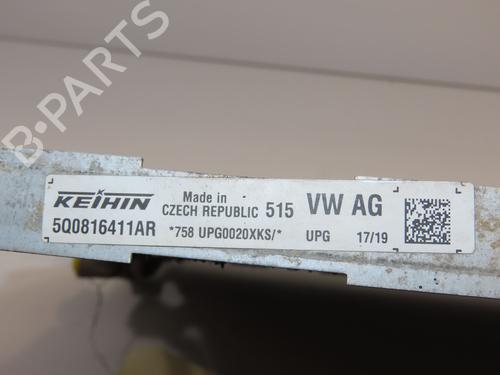 B-PARTS
KEIHIN
Made in
CZECH REPUBLIC 515 VW AG
5Q0816411AR
*758 UPG0020XKS/* UPG 17/19